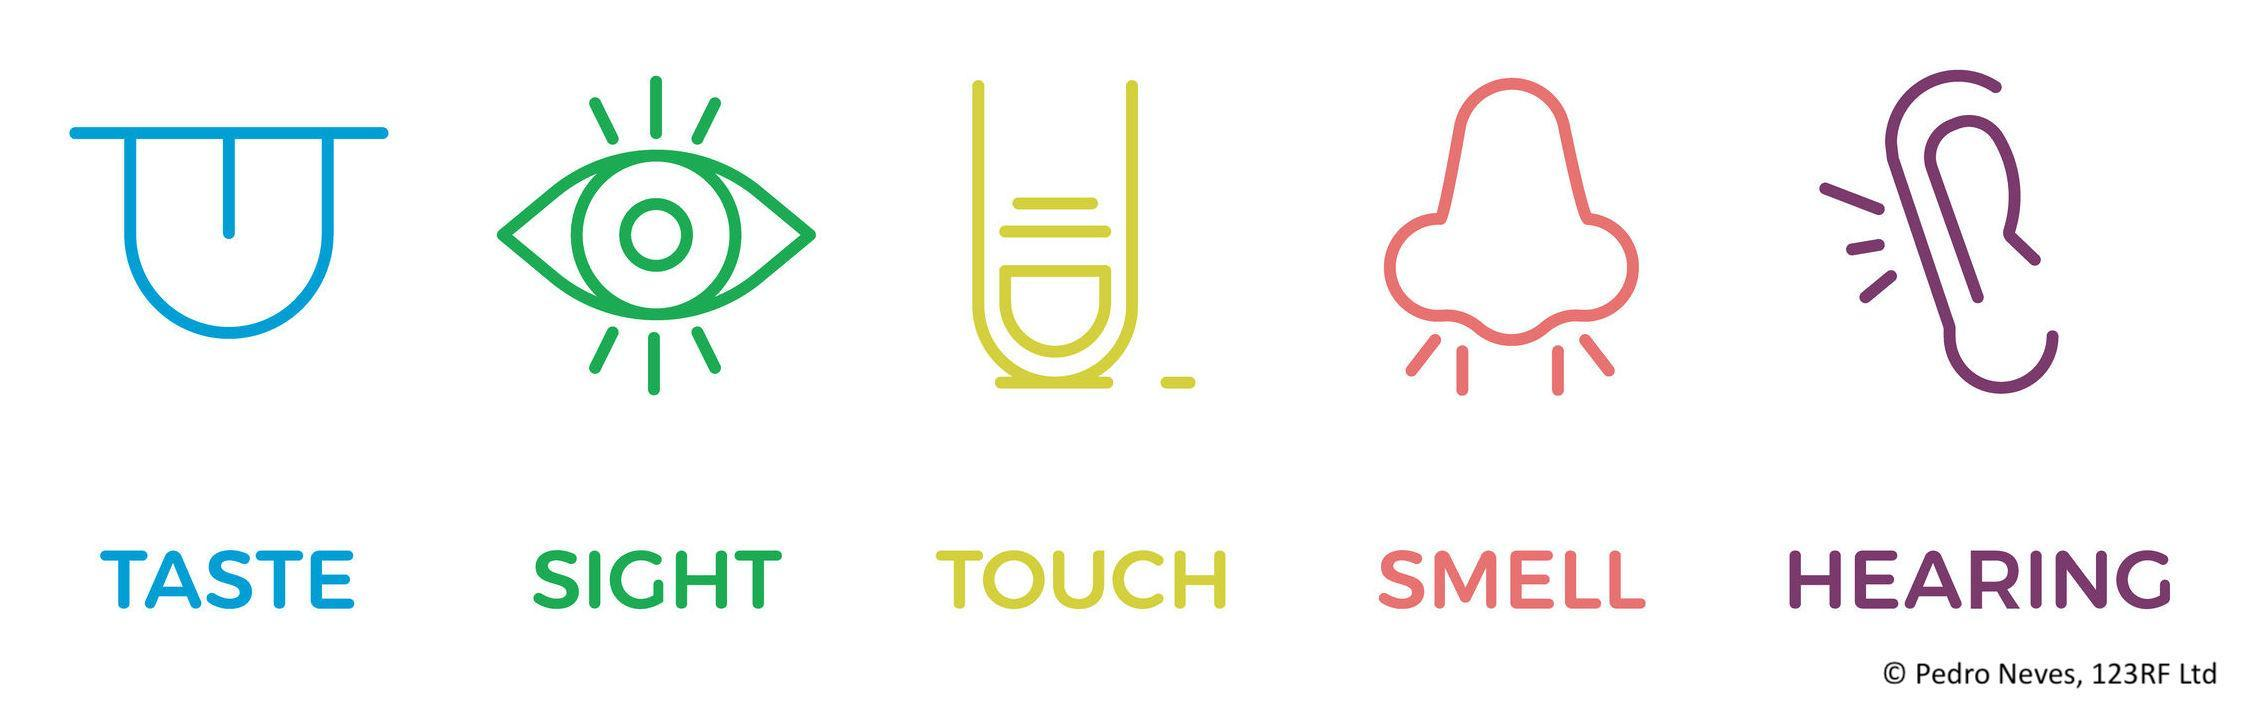 TASTE SIGHT TOUCH SMELL HEARING
© Pedro Neves, 123RF Ltd